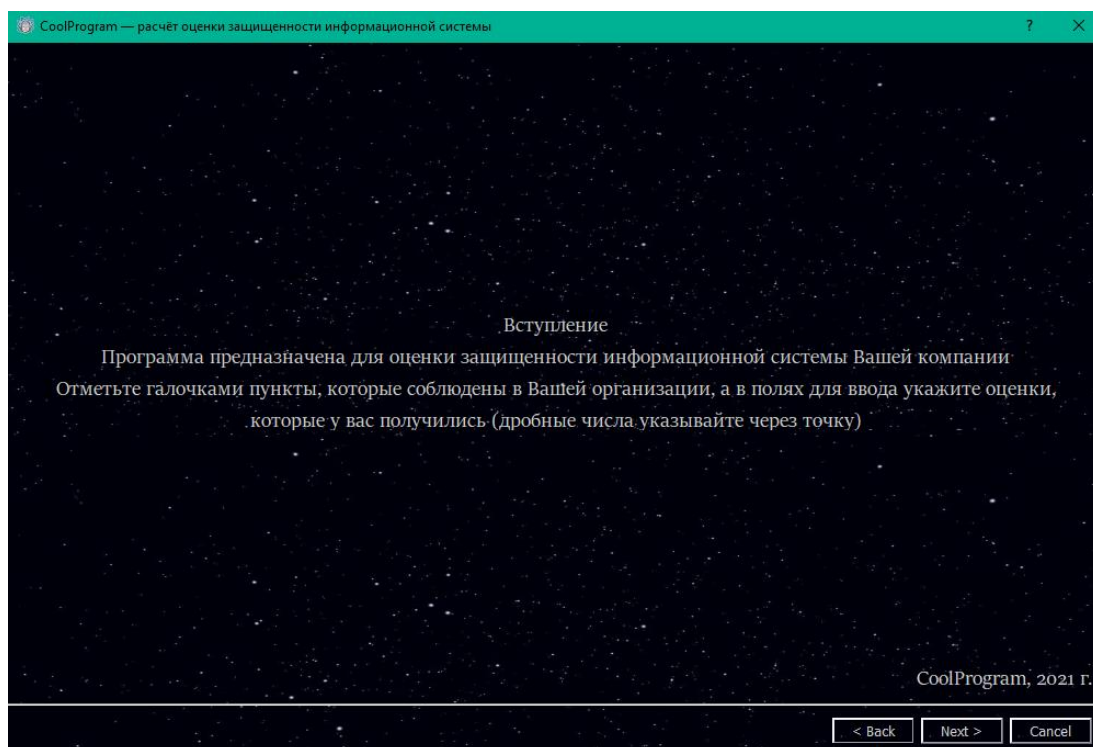 CoolProgram — расчёт оценки защищенности информационной системы
?
Вступление
Программа предназначена для оценки защищенности информационной системы Вашей компании
Отметьте галочками пункты, которые соблюдены в Вашей организации, а в полях для ввода укажите оценки,
которые у вас получились (дробные числа указывайте через точку)
CoolProgram, 2021 г.
< Back Next > Cancel